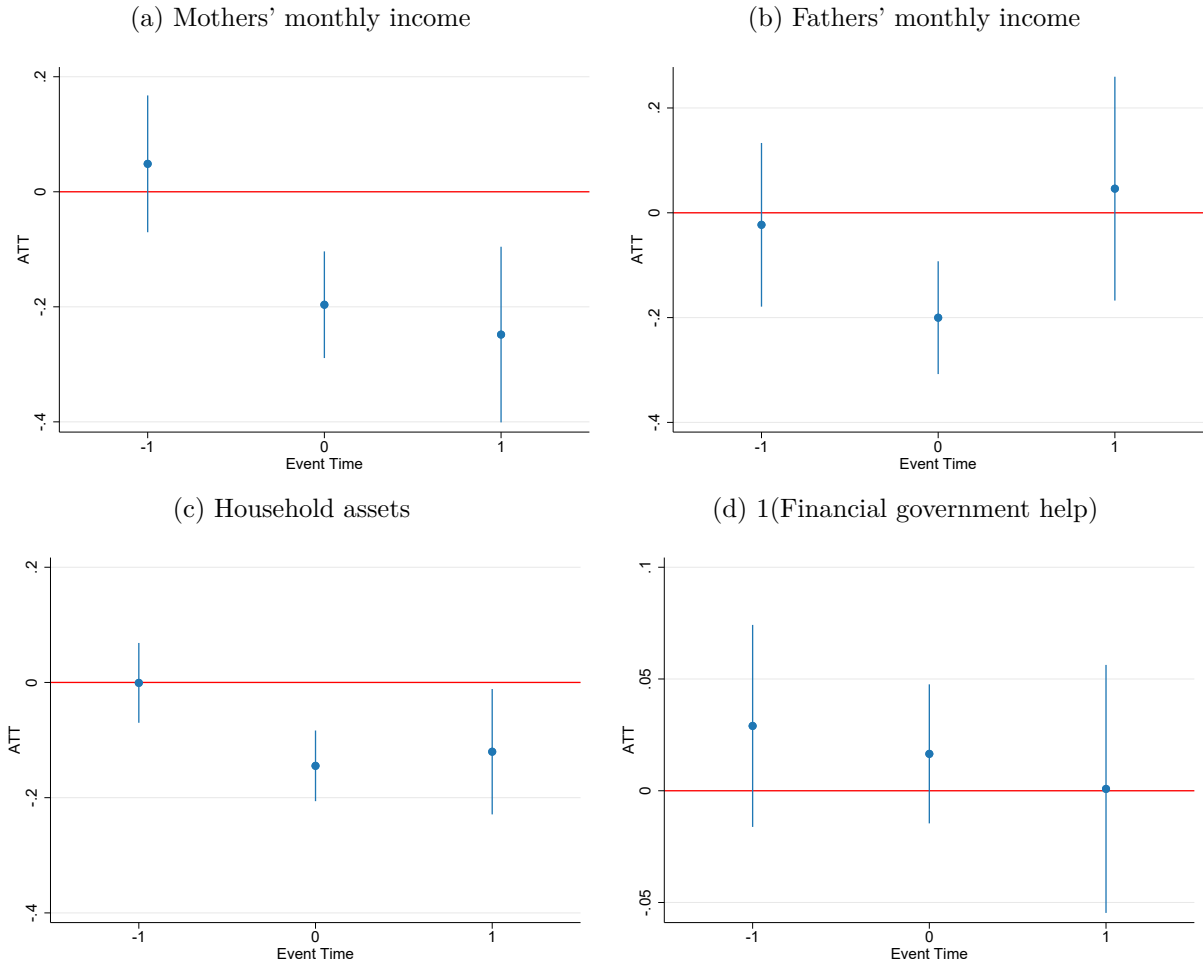 (a) Mothers' monthly income
.2
0
-.2
-.4
ATT
-1
0
1
Event Time
(b) Fathers' monthly income
.2
0
-.2
-.4
ATT
-1
0
1
Event Time
(c) Household assets
.2
0
-.2
-.4
ATT
-1
0
1
Event Time
(d) 1(Financial government help)
.1
.05
0
-.05
ATT
-1
0
1
Event Time